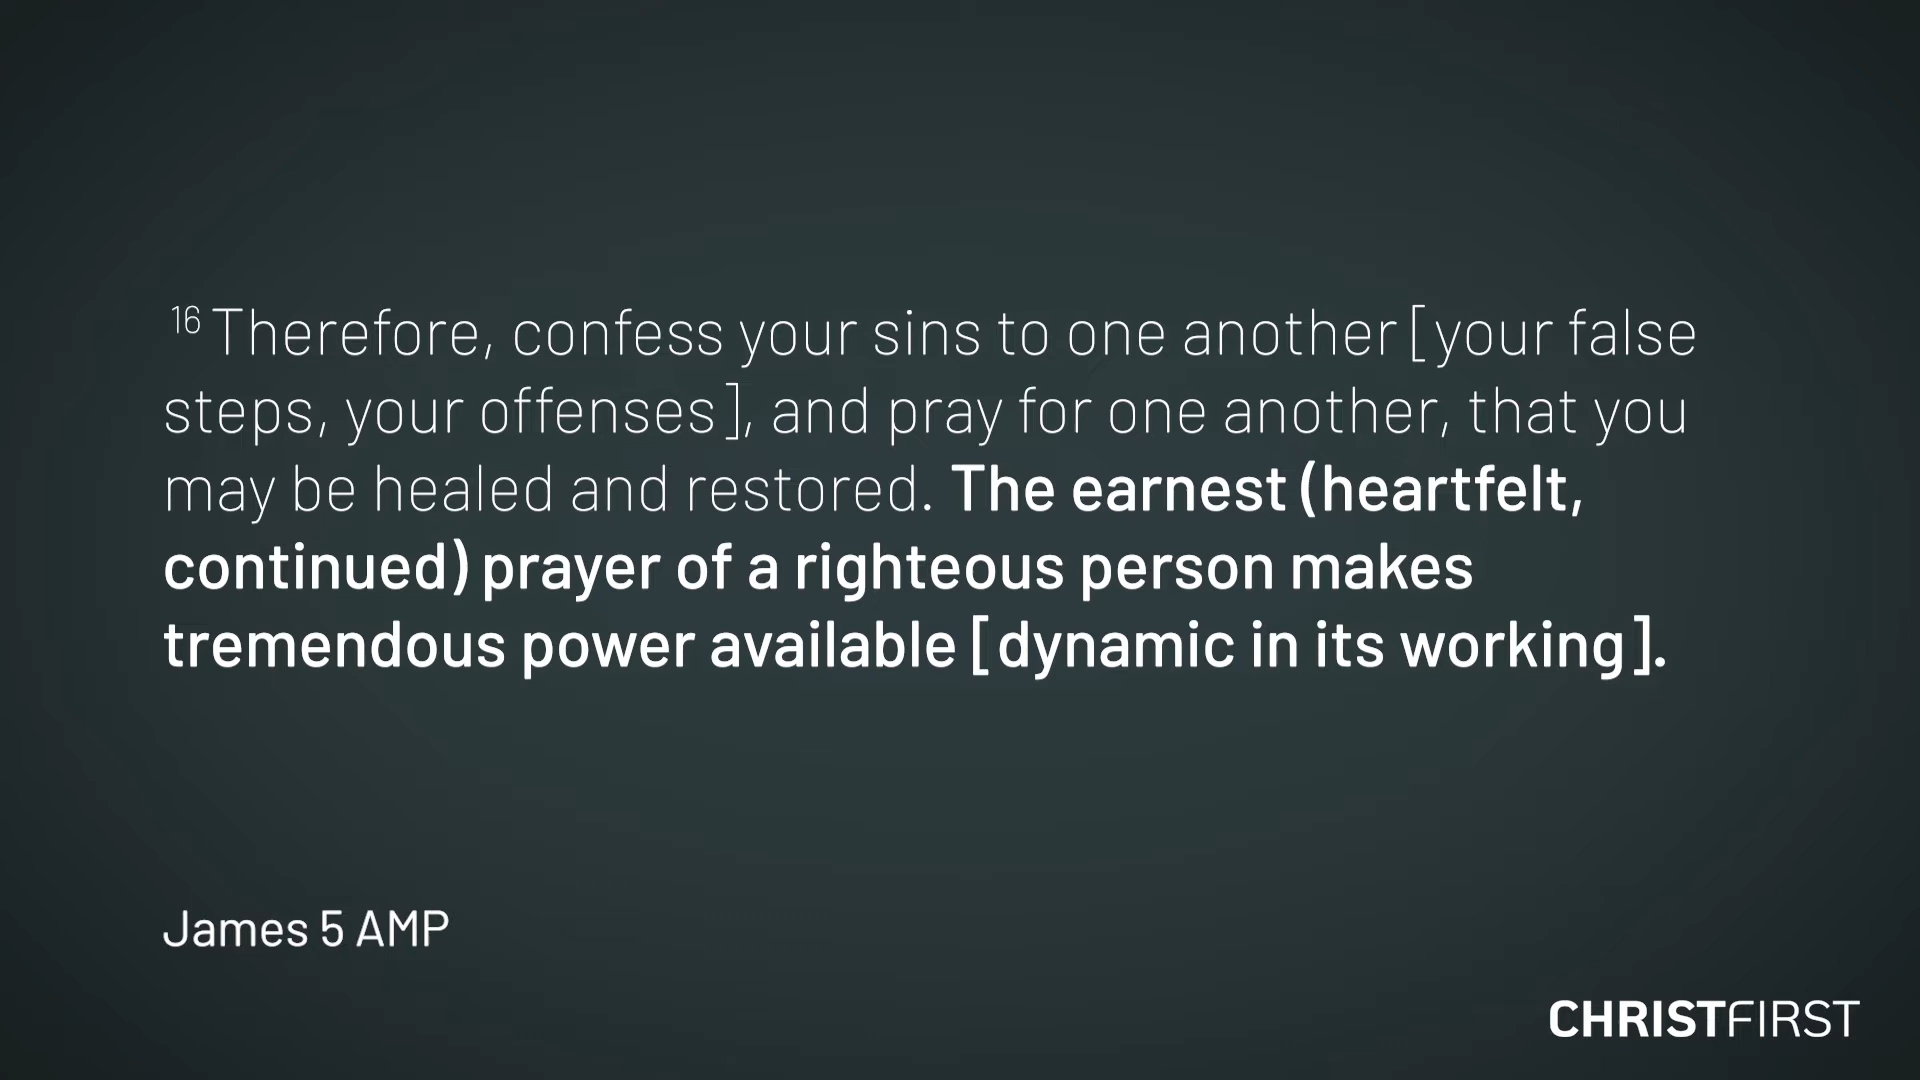 16 Therefore, confess your sins to one another [your false
steps, your offenses], and pray for one another, that you
may be healed and restored. The earnest (heartfelt,
continued) prayer of a righteous person makes
tremendous power available [dynamic in its working].
James 5 AMP
CHRISTFIRST